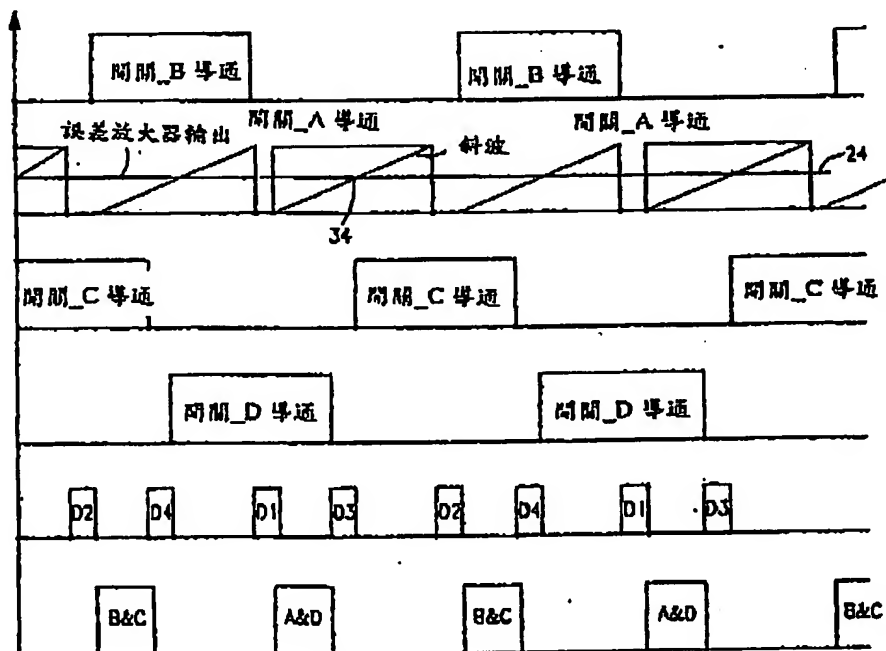 開關_B 導通
開關_B 導通
開關_A 導通
開關_A 導通
誤差放大器輸出
斜波
24
34
開關_C 導通
開關_C 導通
開關_C 導通
開關_D 導通
開關_D 導通
D2
D4
D1
D3
D2
D4
D1
D3
B&C
A&D
B&C
A&D
B&C